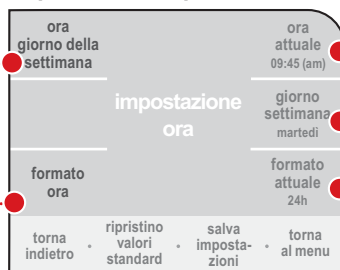 ora
giorno della
settimana
ora
attuale
09:45 (am)
impostazione
ora
giorno
settimana
martedì
formato
ora
formato
attuale
24h
torna
indietro
•
ripristino
valori
standard
•
salva
imposta-
zioni
•
torna
al menu